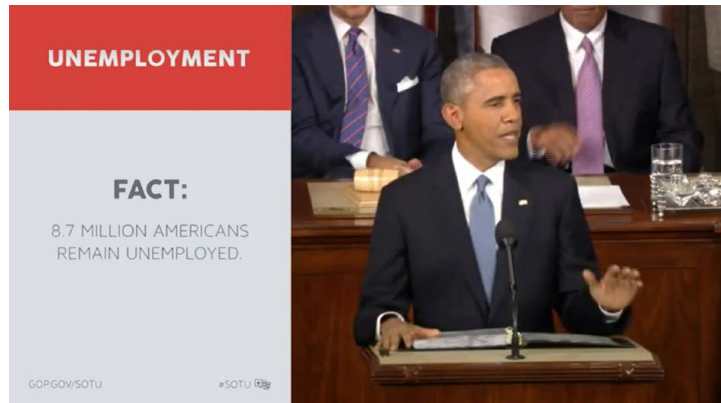 UNEMPLOYMENT
FACT:
8.7 MILLION AMERICANS
REMAIN UNEMPLOYED.
GOP.GOV/SOTU
#SOTU